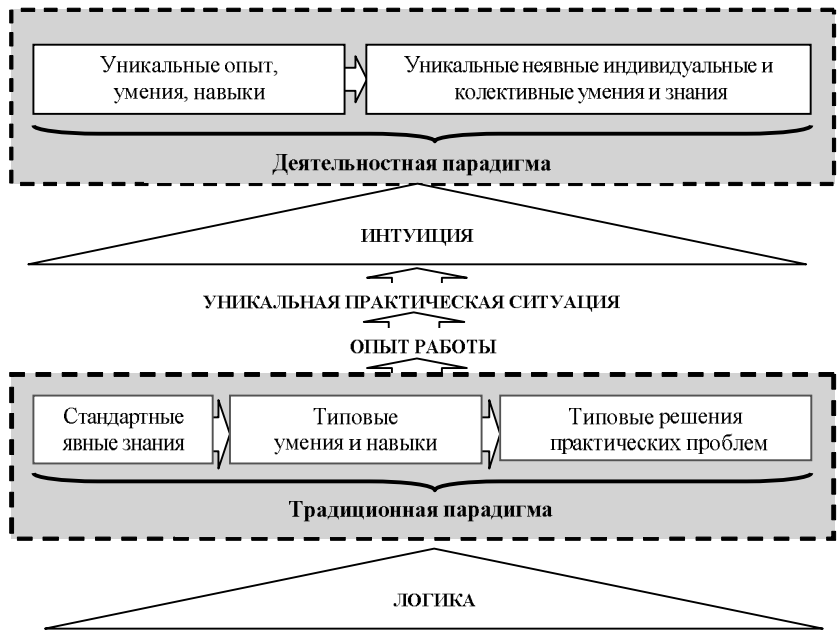 Уникальные опыт,
умения, навыки
Уникальные неявные индивидуальные и
колективные умения и знания
Деятельностная парадигма
ИНТУИЦИЯ
УНИКАЛЬНАЯ ПРАКТИЧЕСКАЯ СИТУАЦИЯ
ОПЫТ РАБОТЫ
Стандартные
явные знания
Типовые
умения и навыки
Типовые решения
практических проблем
Традиционная парадигма
ЛОГИКА